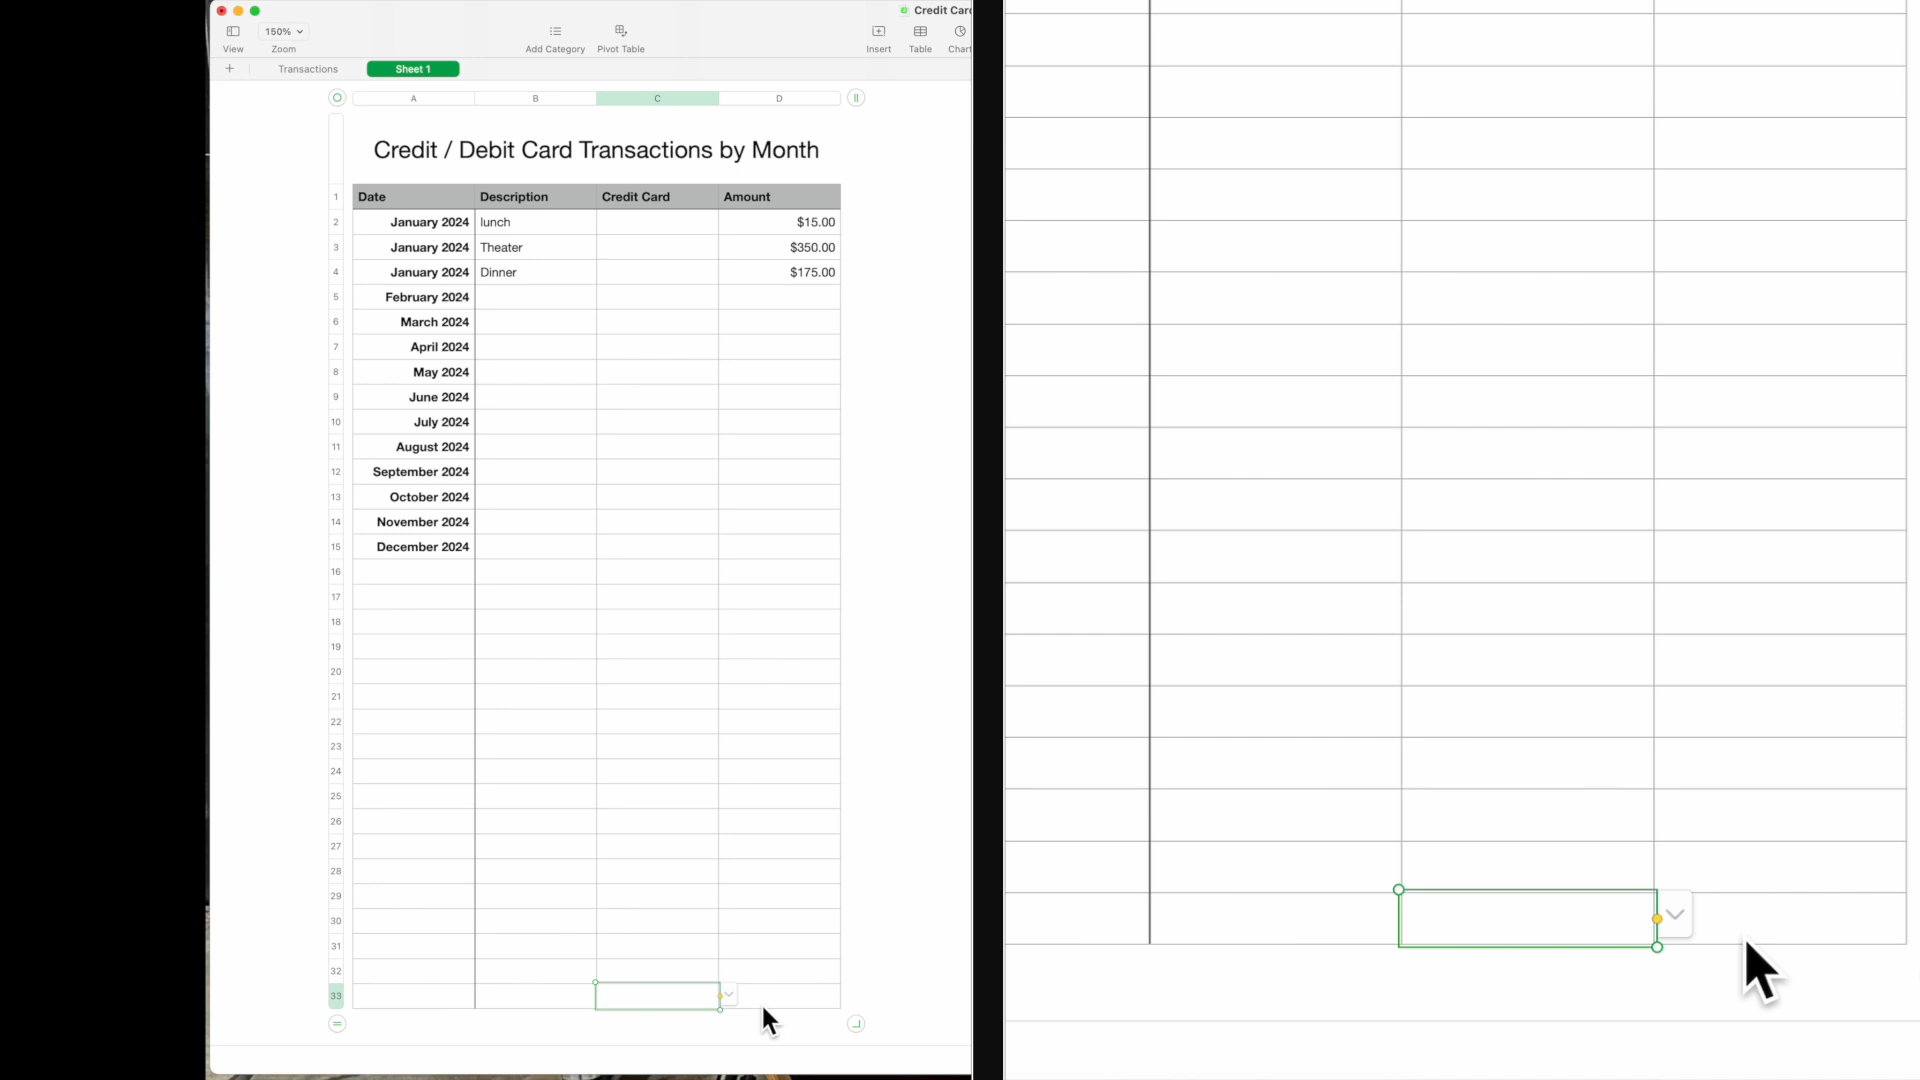 Credit Car
150%
View
Zoom
Add Category
Pivot Table
Insert
Table
Chart
Transactions
Sheet 1
A B C D
Credit / Debit Card Transactions by Month
1 Date Description Credit Card Amount
2 January 2024 lunch $15.00
3 January 2024 Theater $350.00
4 January 2024 Dinner $175.00
5 February 2024
6 March 2024
7 April 2024
8 May 2024
9 June 2024
10 July 2024
11 August 2024
12 September 2024
13 October 2024
14 November 2024
15 December 2024
16
17
18
19
20
21
22
23
24
25
26
27
28
29
30
31
32
33